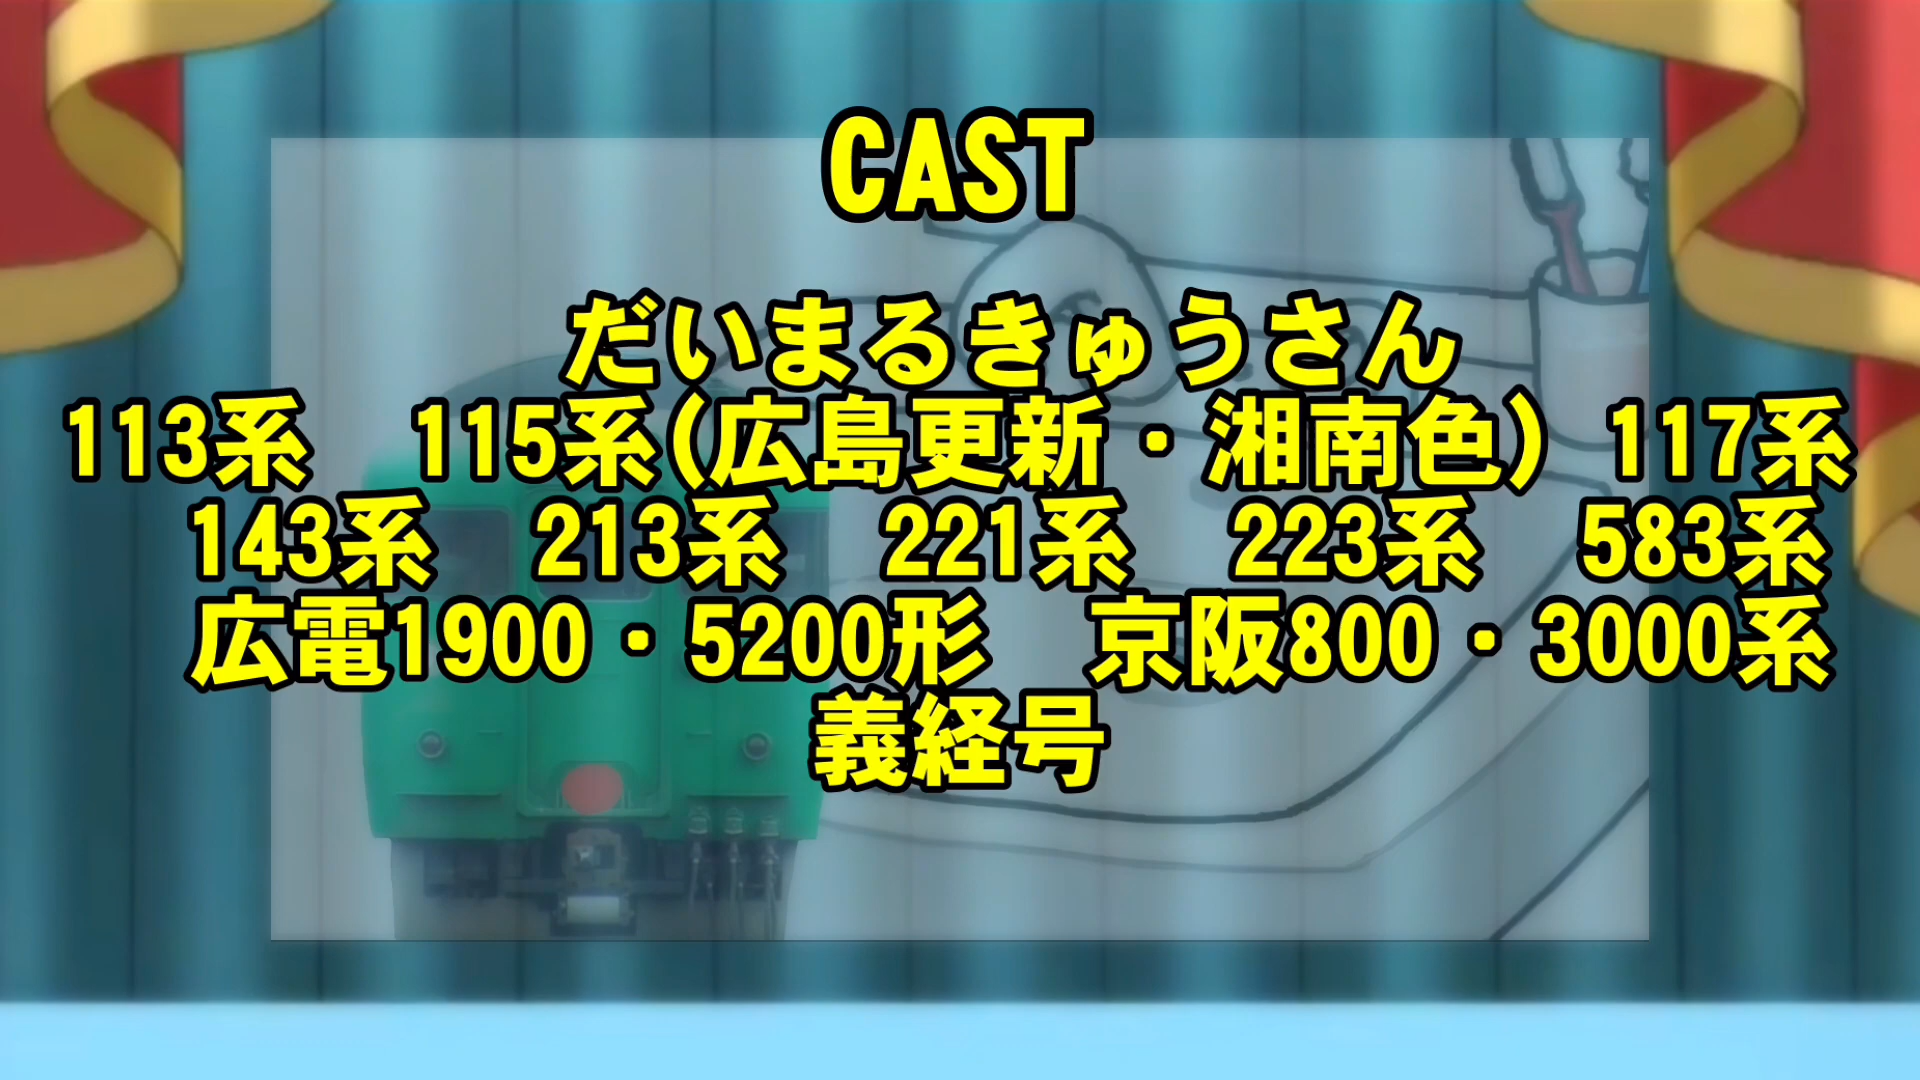 CAST
だいまるきゅうさん
113系　115系(広島更新・湘南色) 117系
143系　213系　221系　223系　583系
広電1900・5200形　京阪800・3000系
義経号